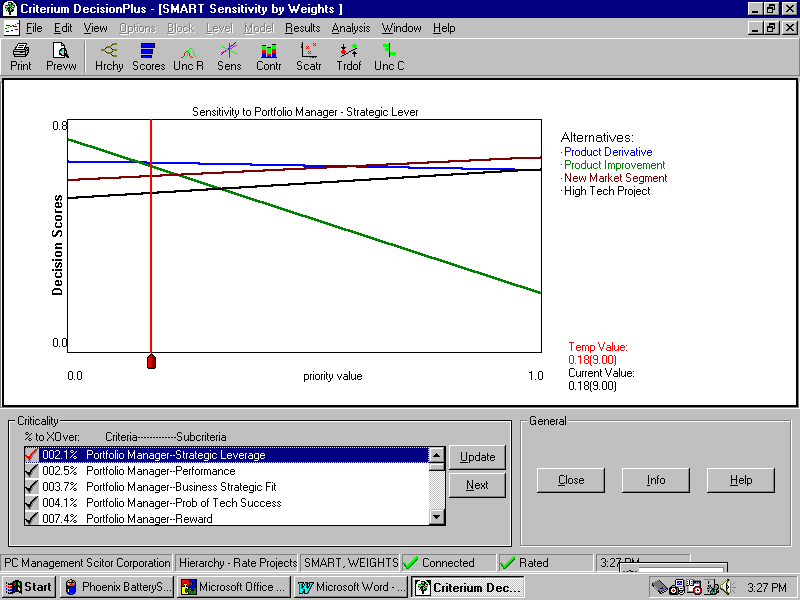 Criterium DecisionPlus - [SMART Sensitivity by Weights ]
File Edit View Options Block Level Model Results Analysis Window Help
Print Prevw Hrchy Scores Unc R Sens Contr Scatr Trdof Unc C
Sensitivity to Portfolio Manager - Strategic Lever
0.8
Decision Scores
0.0
0.0 priority value 1.0
Alternatives:
Product Derivative
Product Improvement
New Market Segment
High Tech Project
Temp Value:
0.18(9.00)
Current Value:
0.18(9.00)
Criticality
% to XOver: Criteria------------Subcriteria
002.1% Portfolio Manager--Strategic Leverage
002.5% Portfolio Manager--Performance
003.7% Portfolio Manager--Business Strategic Fit
004.1% Portfolio Manager--Prob of Tech Success
007.4% Portfolio Manager--Reward
Update
Next
General
Close Info Help
PC Management Scitor Corporation Hierarchy - Rate Projects SMART, WEIGHTS Connected Rated 3:27 PM
Start Phoenix BatteryS... Microsoft Office ... Microsoft Word - ... Criterium Dec... 3:27 PM